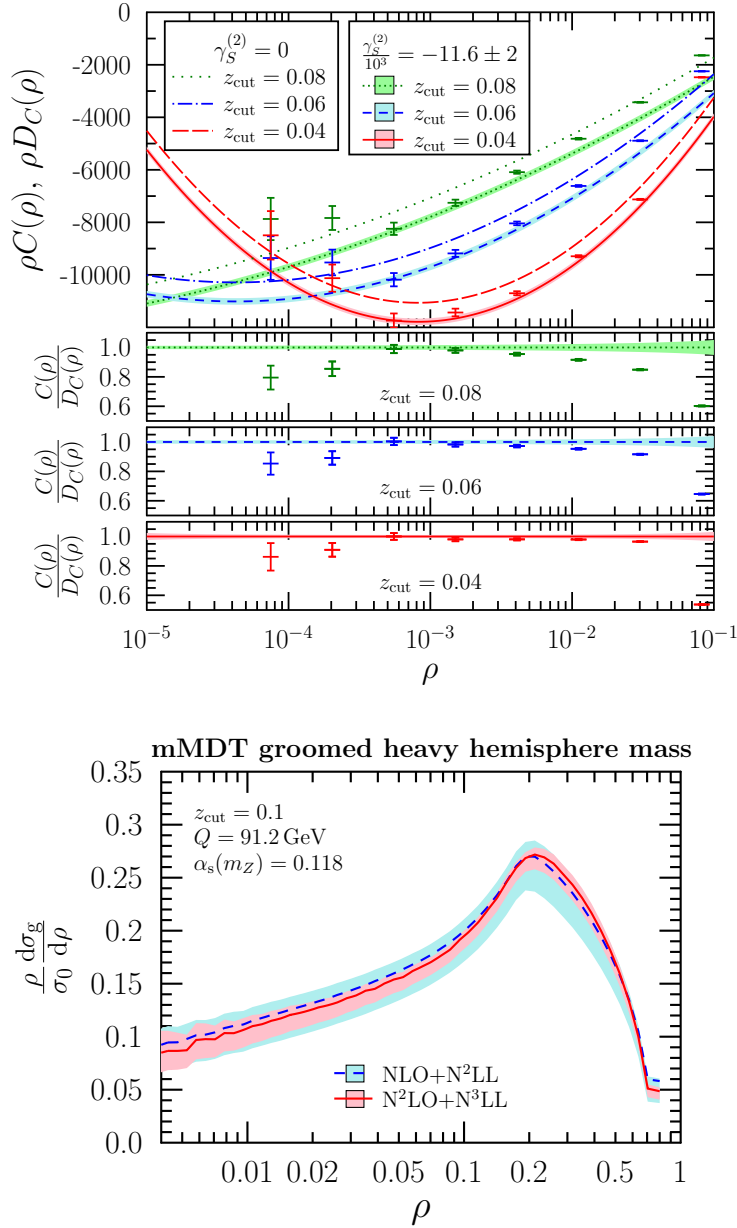 0
-2000
-4000
-6000
-8000
-10000
ρC(ρ), ρD_C(ρ)
γ_S^{(2)} = 0
z_cut = 0.08
z_cut = 0.06
z_cut = 0.04
γ_S^{(2)}/10^3 = −11.6 ± 2
z_cut = 0.08
z_cut = 0.06
z_cut = 0.04
C(ρ)/D_C(ρ)
1.0
0.8
0.6
z_cut = 0.08
C(ρ)/D_C(ρ)
1.0
0.8
0.6
z_cut = 0.06
C(ρ)/D_C(ρ)
1.0
0.8
0.6
z_cut = 0.04
10^{-5} 10^{-4} 10^{-3} 10^{-2} 10^{-1}
ρ
mMDT groomed heavy hemisphere mass
0.35
0.3
0.25
0.2
0.15
0.1
0.05
0.0
ρ/σ_0 dσ_g/dρ
z_cut = 0.1
Q = 91.2 GeV
α_s(m_Z) = 0.118
NLO+N²LL
N²LO+N³LL
0.01 0.02 0.05 0.1 0.2 0.5 1
ρ